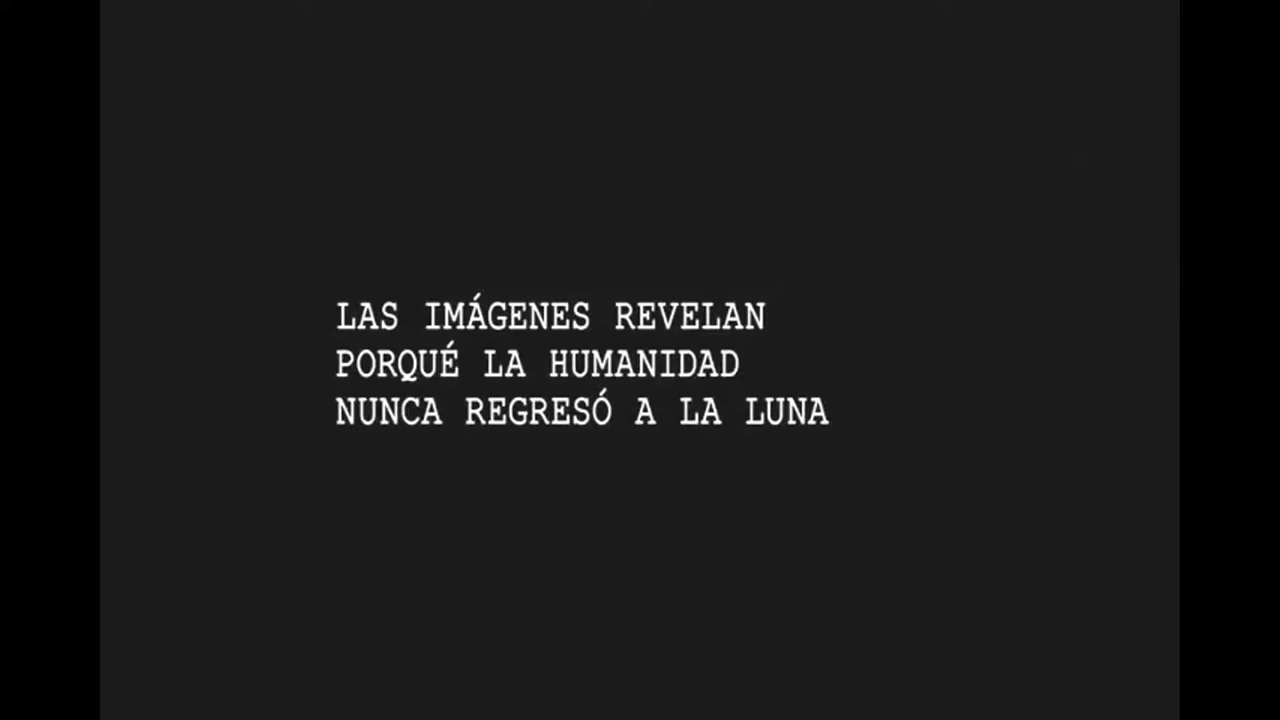 LAS IMÁGENES REVELAN
PORQUÉ LA HUMANIDAD
NUNCA REGRESÓ A LA LUNA